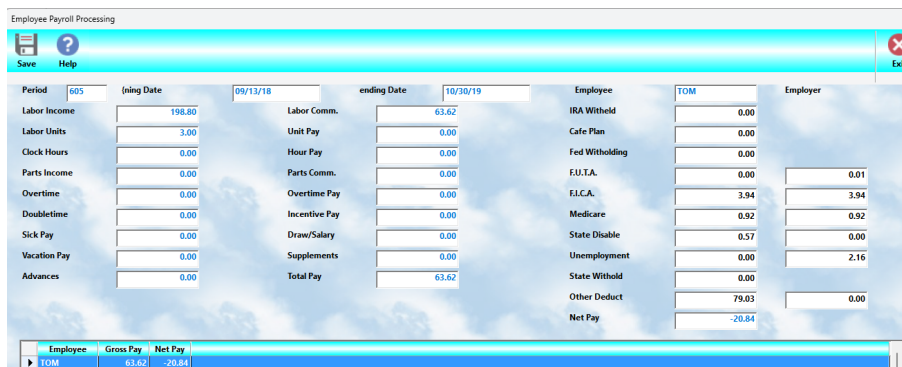 Employee Payroll Processing
Save Help Exi
Period 605 (ning Date 09/13/18 ending Date 10/30/19 Employee TOM Employer
Labor Income 198.80 Labor Comm. 63.62 IRA Witheld 0.00
Labor Units 3.00 Unit Pay 0.00 Cafe Plan 0.00
Clock Hours 0.00 Hour Pay 0.00 Fed Witholding 0.00
Parts Income 0.00 Parts Comm. 0.00 F.U.T.A. 0.00 0.01
Overtime 0.00 Overtime Pay 0.00 F.I.C.A. 3.94 3.94
Doubletime 0.00 Incentive Pay 0.00 Medicare 0.92 0.92
Sick Pay 0.00 Draw/Salary 0.00 State Disable 0.57 0.00
Vacation Pay 0.00 Supplements 0.00 Unemployment 0.00 2.16
Advances 0.00 Total Pay 63.62 State Withold 0.00
Other Deduct 79.03 0.00
Net Pay -20.84
Employee Gross Pay Net Pay
TOM 63.62 -20.84